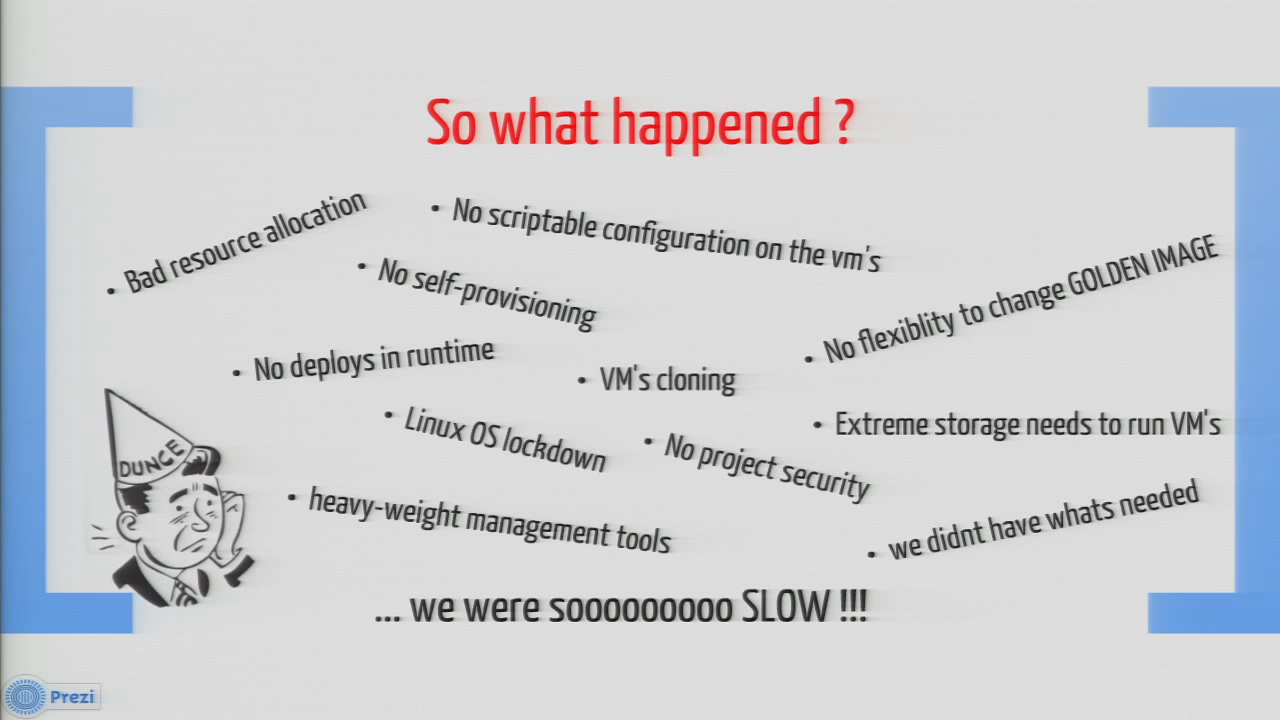 So what happened ?
• Bad resource allocation
• No scriptable configuration on the vm's
• No self-provisioning
• No flexiblity to change GOLDEN IMAGE
• No deploys in runtime
• VM's cloning
• Linux OS lockdown
• No project security
• Extreme storage needs to run VM's
DUNCE
• heavy-weight management tools
• we didnt have whats needed
... we were sooooooooo SLOW !!!
Prezi